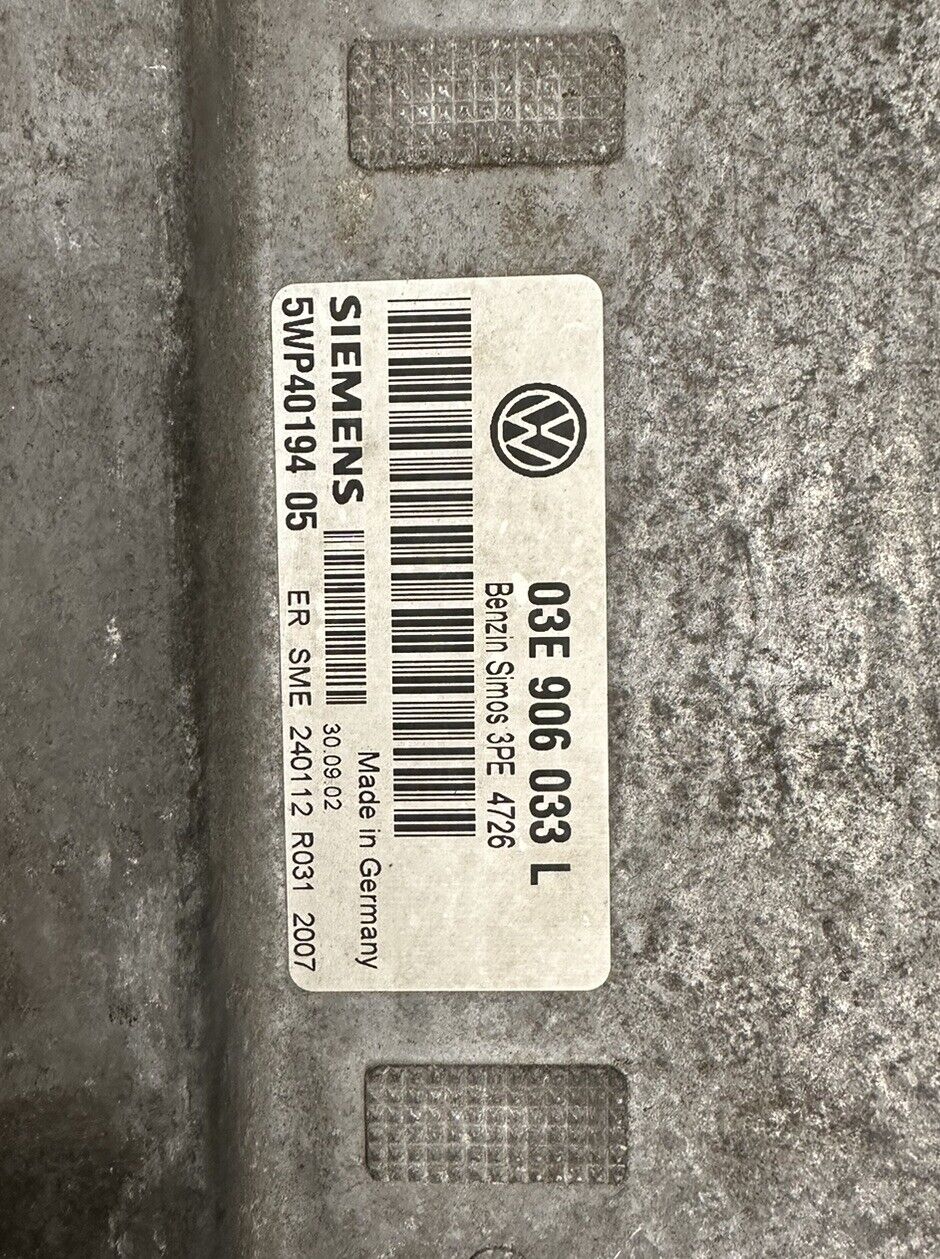 VW
03E 906 033 L
Benzin Simos 3PE 4726
Made in Germany
SIEMENS 30.09.02
5WP40194 05 ER SME 240112 R031 2007